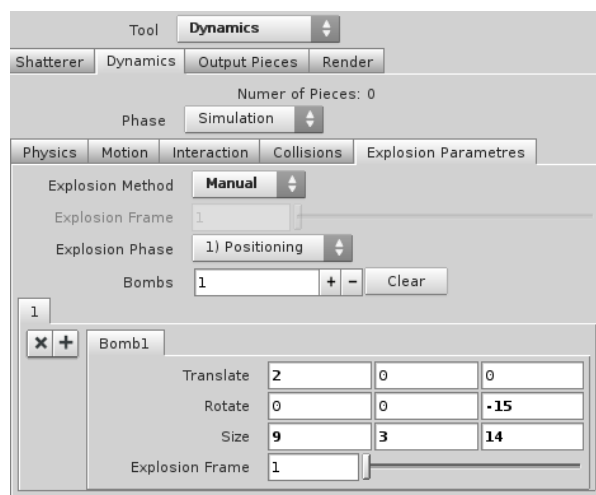 Tool Dynamics
Shatterer Dynamics Output Pieces Render
Numer of Pieces: 0
Phase Simulation
Physics Motion Interaction Collisions Explosion Parametres
Explosion Method Manual
Explosion Frame 1
Explosion Phase 1) Positioning
Bombs 1 + - Clear
1
x + Bomb1
Translate 2 0 0
Rotate 0 0 -15
Size 9 3 14
Explosion Frame 1